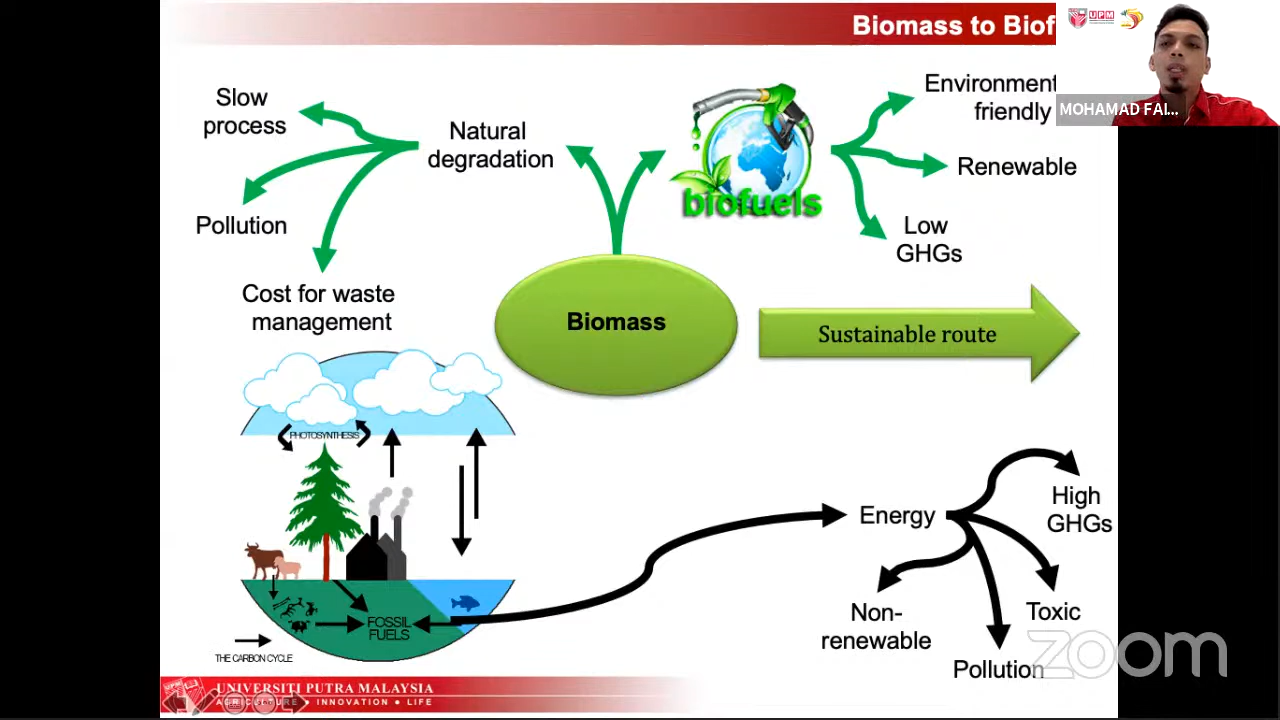 Biomass to Biof
UPM
MOHAMAD FAI...
Slow
process
Natural
degradation
Pollution
Cost for waste
management
biofuels
Environment
friendly
Renewable
Low
GHGs
Biomass
Sustainable route
PHOTOSYNTHESIS
FOSSIL
FUELS
THE CARBON CYCLE
Energy
High
GHGs
Non-
renewable
Toxic
Pollution
zoom
UNIVERSITI PUTRA MALAYSIA
AGRICULTURE • INNOVATION • LIFE